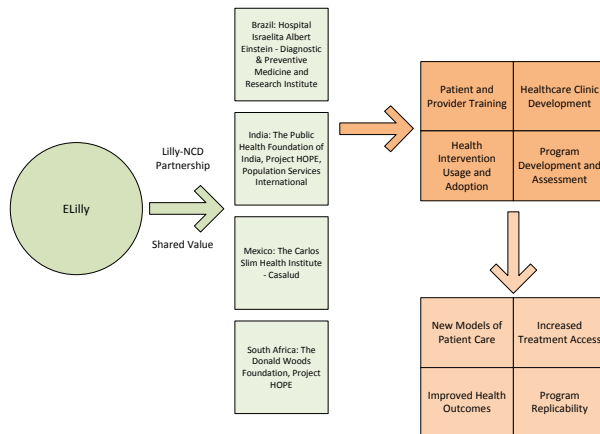 ELilly
Lilly-NCD
Partnership
Shared Value
Brazil: Hospital
Israelita Albert
Einstein - Diagnostic
& Preventive
Medicine and
Research Institute
India: The Public
Health Foundation of
India, Project HOPE,
Population Services
International
Mexico: The Carlos
Slim Health Institute
- Casalud
South Africa: The
Donald Woods
Foundation, Project
HOPE
Patient and
Provider Training
Healthcare Clinic
Development
Health
Intervention
Usage and
Adoption
Program
Development and
Assessment
New Models of
Patient Care
Increased
Treatment Access
Improved Health
Outcomes
Program
Replicability